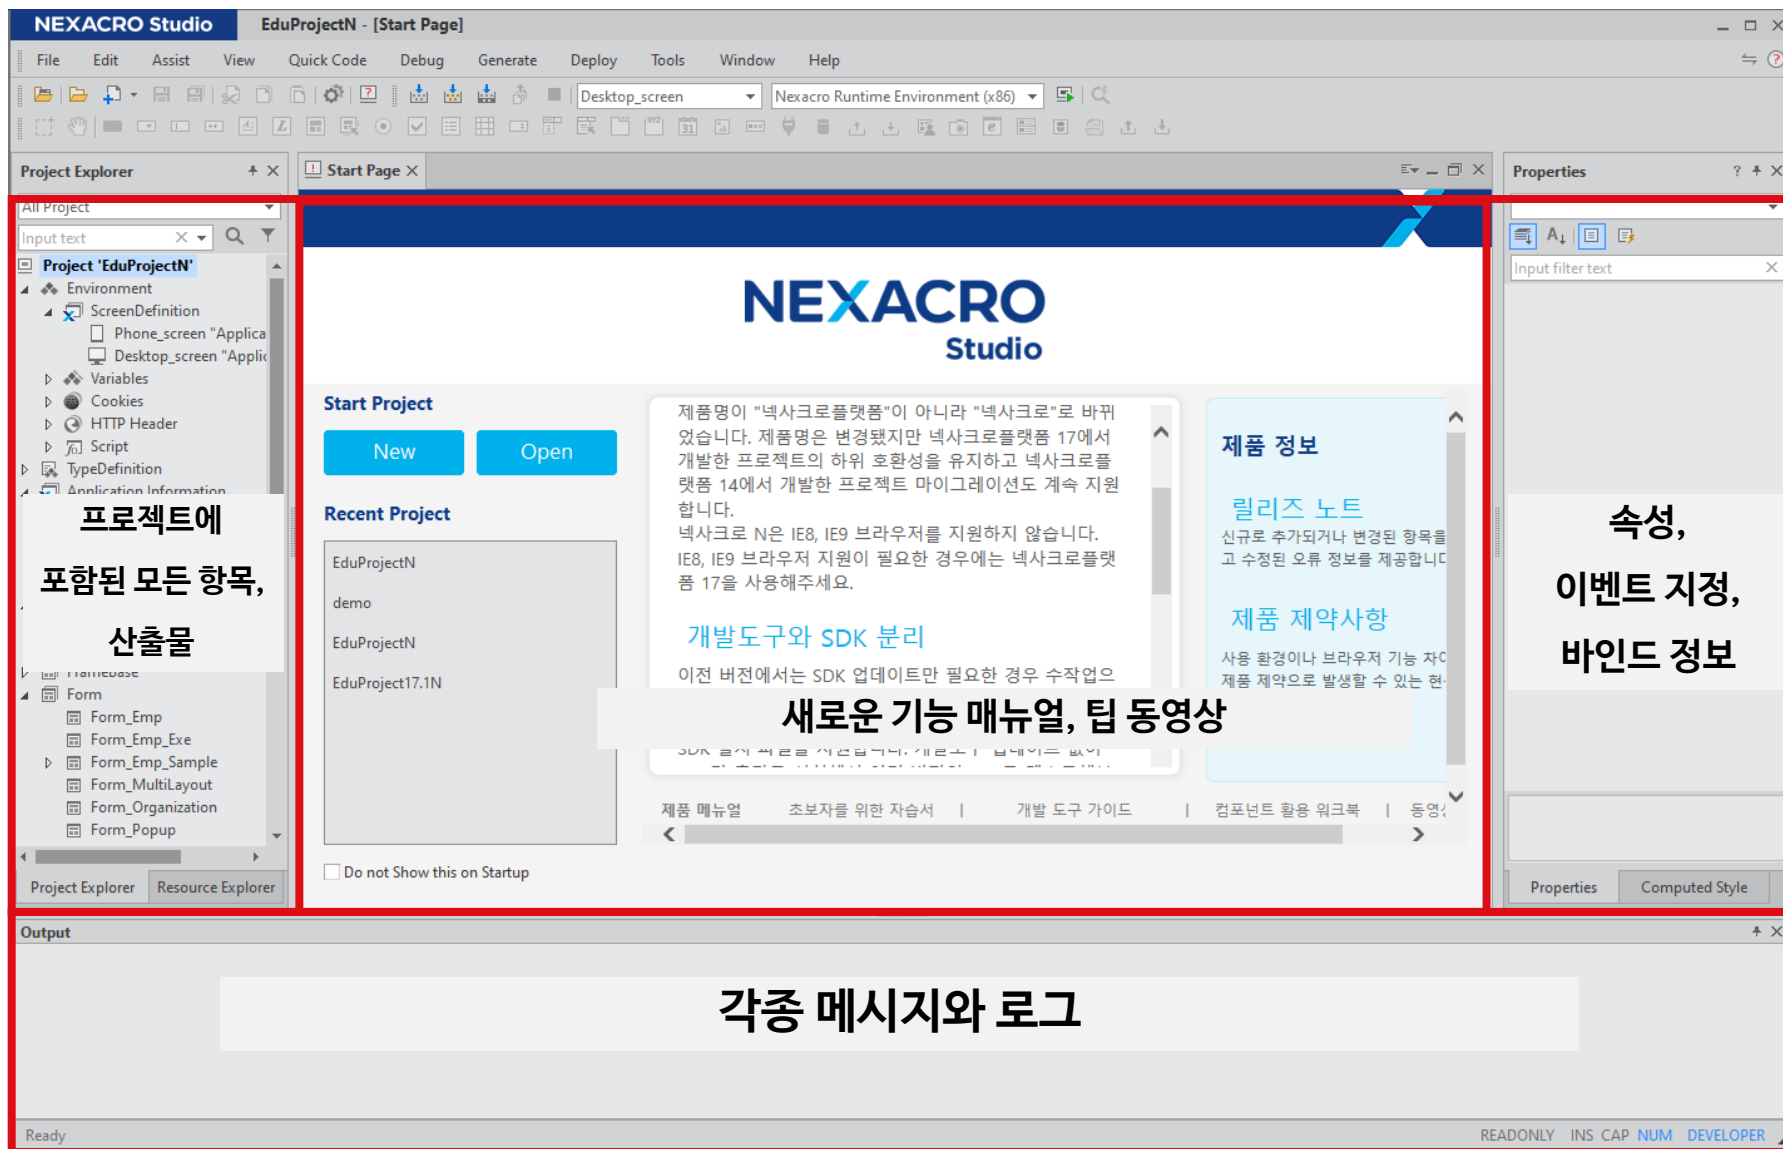 NEXACRO Studio
EduProjectN - [Start Page]
File Edit Assist View Quick Code Debug Generate Deploy Tools Window Help
Desktop_screen
Nexacro Runtime Environment (x86)
Project Explorer
All Project
Input text
Project 'EduProjectN'
Environment
ScreenDefinition
Phone_screen "Applica
Desktop_screen "Applic
Variables
Cookies
HTTP Header
Script
TypeDefinition
Application Information
프로젝트에
포함된 모든 항목,
산출물
FrameBase
Form
Form_Emp
Form_Emp_Exe
Form_Emp_Sample
Form_MultiLayout
Form_Organization
Form_Popup
Project Explorer
Resource Explorer
Start Page
NEXACRO
Studio
Start Project
New
Open
Recent Project
EduProjectN
demo
EduProjectN
EduProject17.1N
Do not Show this on Startup
제품명이 "넥사크로플랫폼"이 아니라 "넥사크로"로 바뀌
었습니다. 제품명은 변경됐지만 넥사크로플랫폼 17에서
개발한 프로젝트의 하위 호환성을 유지하고 넥사크로플
랫폼 14에서 개발한 프로젝트 마이그레이션도 계속 지원
합니다.
넥사크로 N은 IE8, IE9 브라우저를 지원하지 않습니다.
IE8, IE9 브라우저 지원이 필요한 경우에는 넥사크로플랫
폼 17을 사용해주세요.
개발도구와 SDK 분리
이전 버전에서는 SDK 업데이트만 필요한 경우 수작업으
새로운 기능 매뉴얼, 팁 동영상
제품 정보
릴리즈 노트
신규로 추가되거나 변경된 항목을
고 수정된 오류 정보를 제공합니다
제품 제약사항
사용 환경이나 브라우저 기능 차이
제품 제약으로 발생할 수 있는 현
제품 메뉴얼 초보자를 위한 자습서 | 개발 도구 가이드 | 컴포넌트 활용 워크북 | 동영상
Properties
Input filter text
속성,
이벤트 지정,
바인드 정보
Properties
Computed Style
Output
각종 메시지와 로그
Ready
READONLY INS CAP NUM DEVELOPER